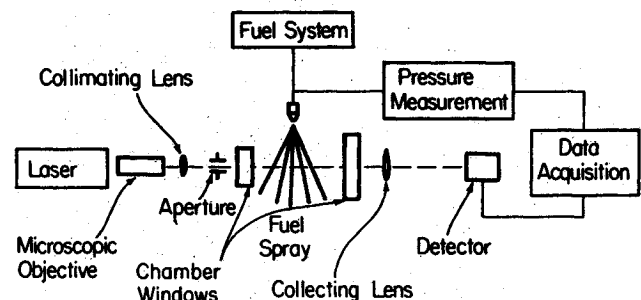 Fuel System
Collimating Lens
Pressure
Measurement
Laser
Data
Acquisition
Aperture
Fuel
Spray
Microscopic
Objective
Detector
Chamber
Windows
Collecting Lens